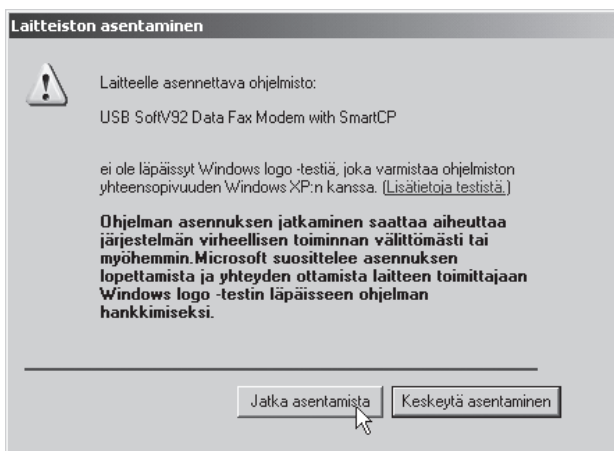 Laitteiston asentaminen
Laitteelle asennettava ohjelmisto:
USB SoftV92 Data Fax Modem with SmartCP
ei ole läpäissyt Windows logo -testiä, joka varmistaa ohjelmiston
yhteensopivuuden Windows XP:n kanssa. (Lisätietoja testistä.)
Ohjelman asennuksen jatkaminen saattaa aiheuttaa
järjestelmän virheellisen toiminnan välittömästi tai
myöhemmin.Microsoft suosittelee asennuksen
lopettamista ja yhteyden ottamista laitteen toimittajaan
Windows logo -testin läpäisseen ohjelman
hankkimiseksi.
Jatka asentamista Keskeytä asentaminen